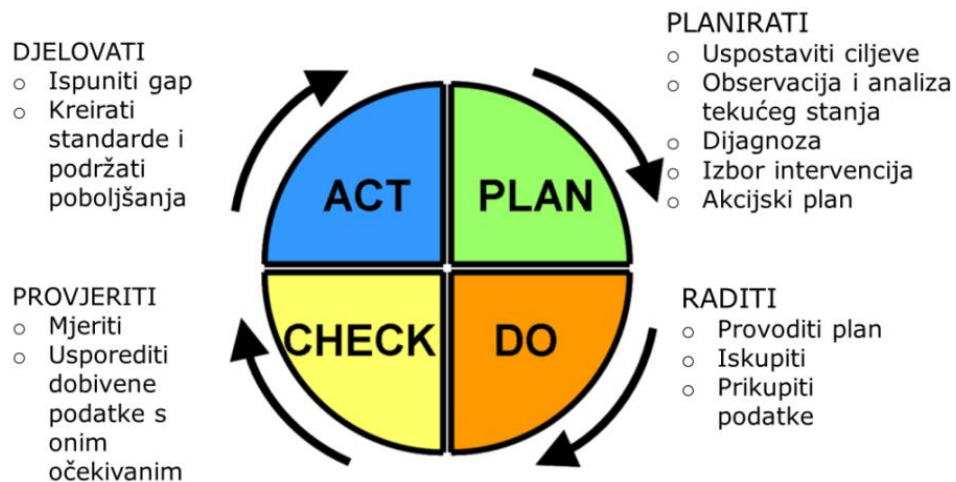 DJELOVATI
o Ispuniti gap
o Kreirati
standarde i
podržati
poboljšanja
PLANIRATI
o Uspostaviti ciljeve
o Observacija i analiza
tekućeg stanja
o Dijagnoza
o Izbor intervencija
o Akcijski plan
ACT
PLAN
CHECK
DO
PROVJERITI
o Mjeriti
o Usporediti
dobivene
podatke s
onim
očekivanim
RADITI
o Provoditi plan
o Iskupiti
o Prikupiti
podatke